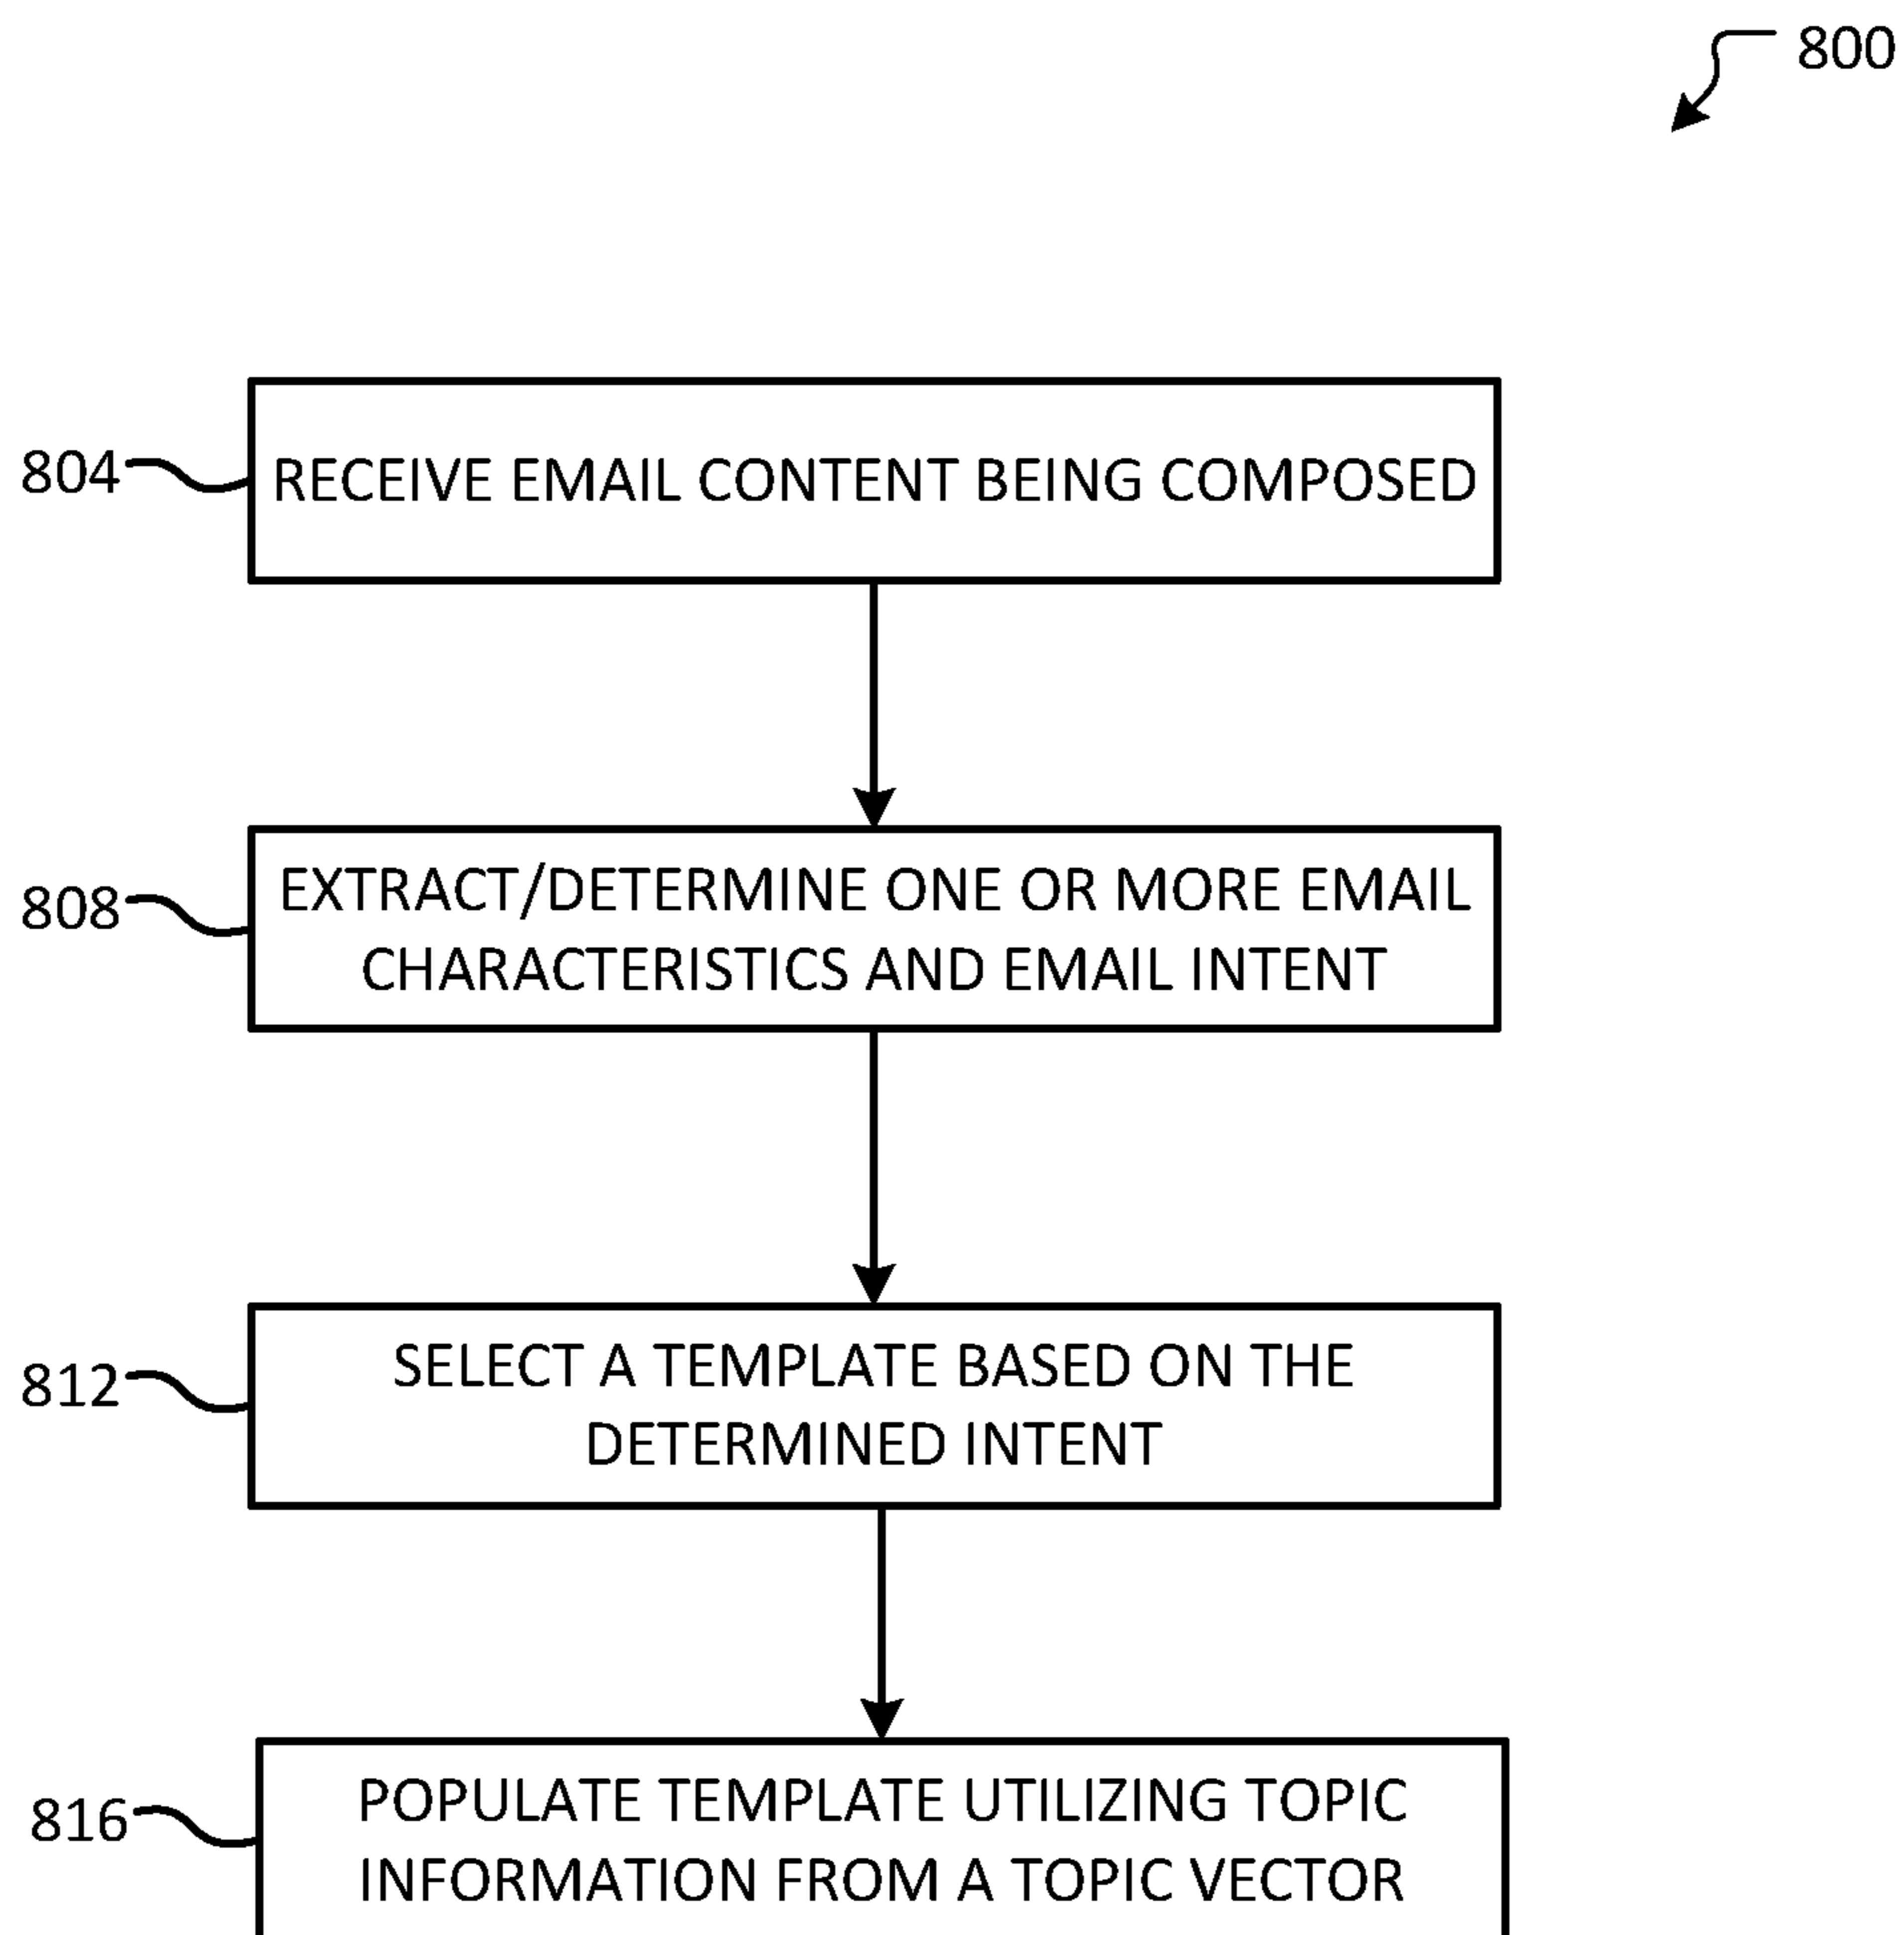 800
804
RECEIVE EMAIL CONTENT BEING COMPOSED
808
EXTRACT/DETERMINE ONE OR MORE EMAIL
CHARACTERISTICS AND EMAIL INTENT
812
SELECT A TEMPLATE BASED ON THE
DETERMINED INTENT
816
POPULATE TEMPLATE UTILIZING TOPIC
INFORMATION FROM A TOPIC VECTOR